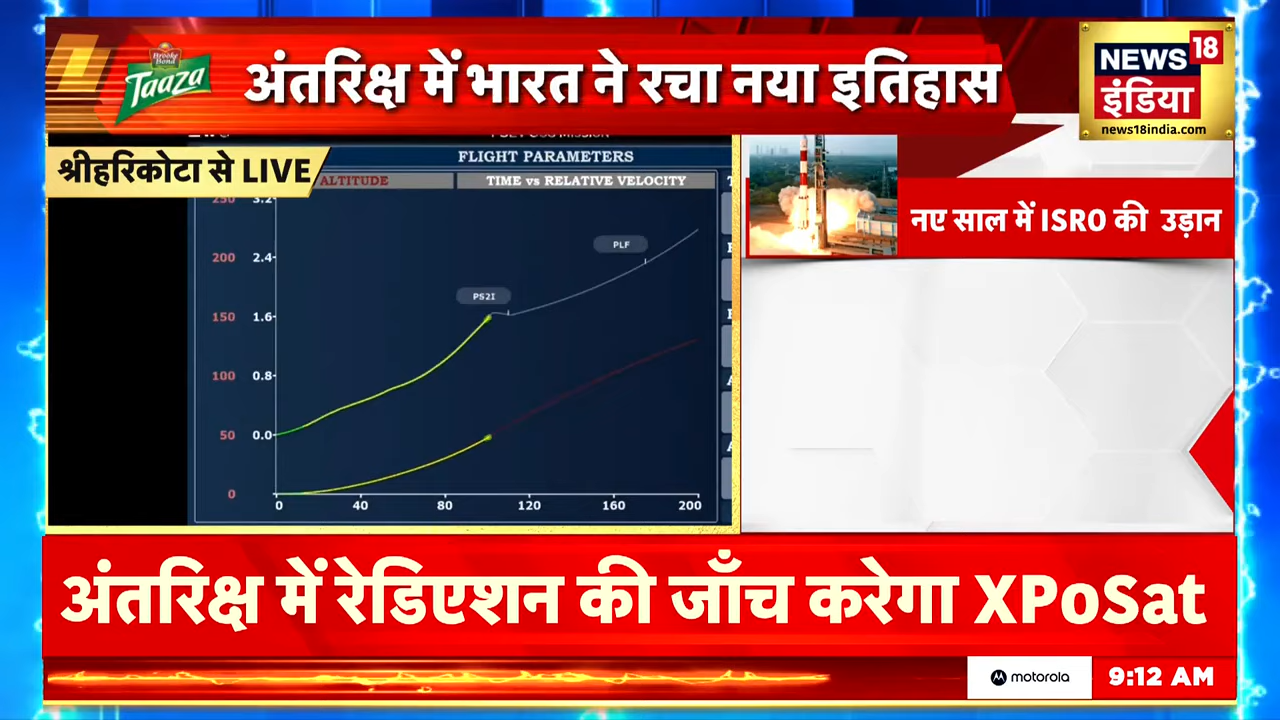 Brooke Bond
Taaza
अंतरिक्ष में भारत ने रचा नया इतिहास
NEWS 18
इंडिया
news18india.com
श्रीहरिकोटा से LIVE
FLIGHT PARAMETERS
ALTITUDE
TIME vs RELATIVE VELOCITY
250 3.2
200 2.4
150 1.6
100 0.8
50 0.0
0
PS2I
PLF
0 40 80 120 160 200
नए साल में ISRO की उड़ान
अंतरिक्ष में रेडिएशन की जाँच करेगा XPoSat
motorola
9:12 AM